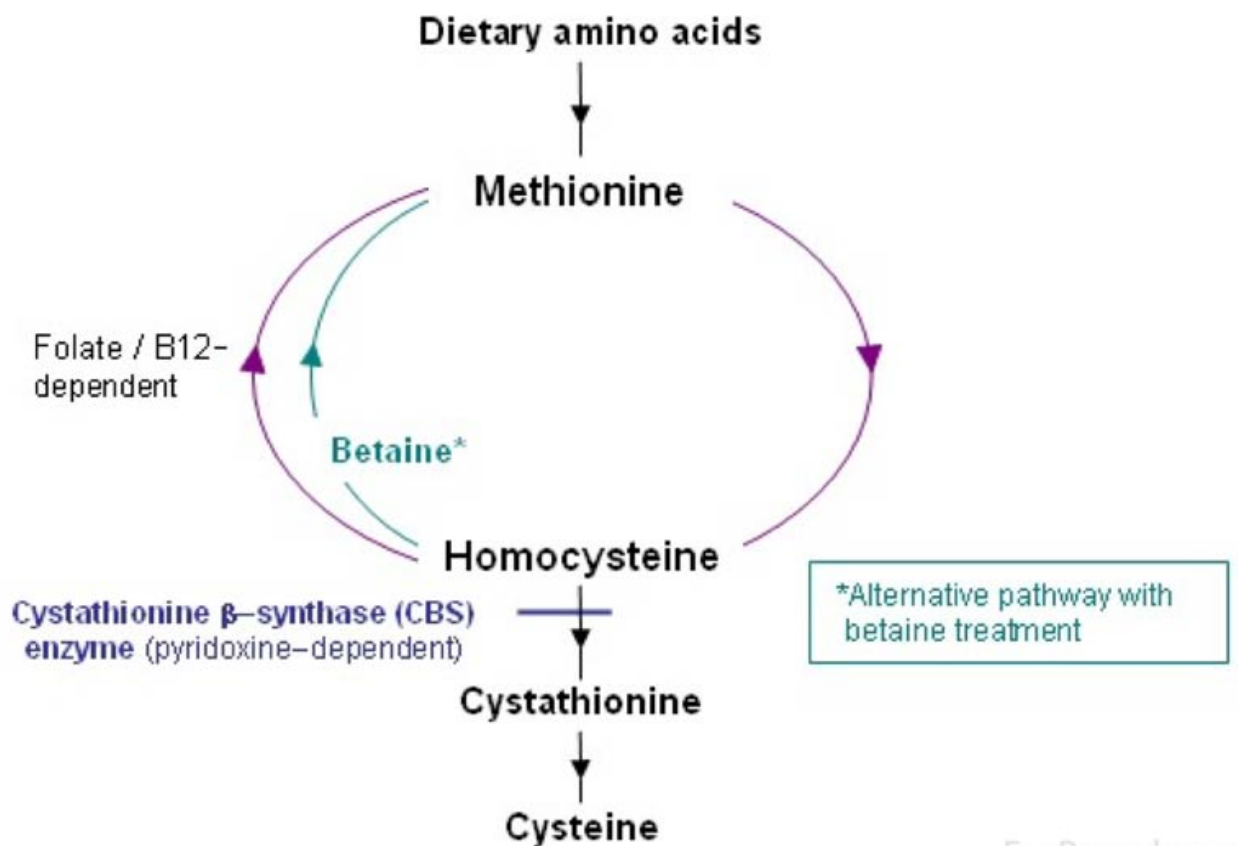 Dietary amino acids
Methionine
Folate / B12-
dependent
Betaine*
Homocysteine
Cystathionine β-synthase (CBS)
enzyme (pyridoxine-dependent)
*Alternative pathway with
betaine treatment
Cystathionine
Cysteine